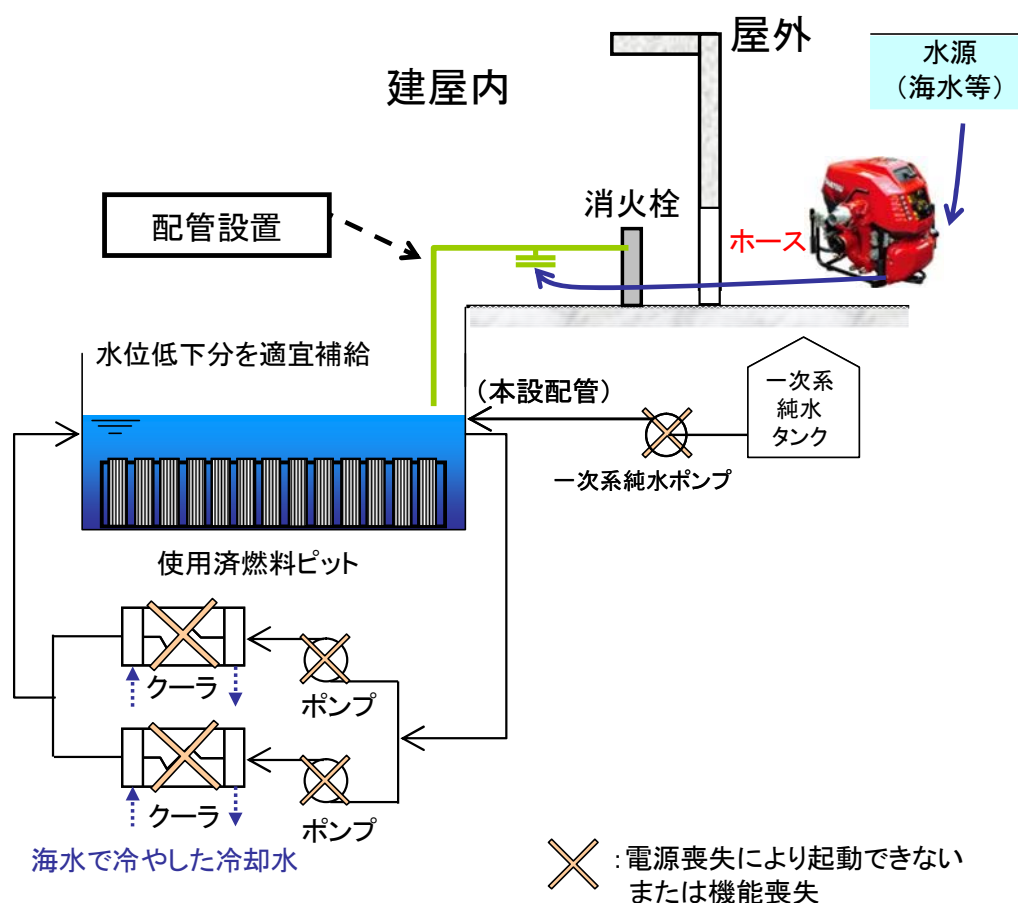 屋外
水源
（海水等）
建屋内
消火栓
配管設置
ホース
水位低下分を適宜補給
（本設配管）
一次系
純水
タンク
一次系純水ポンプ
使用済燃料ピット
クーラ
ポンプ
クーラ
ポンプ
海水で冷やした冷却水
：電源喪失により起動できない
または機能喪失